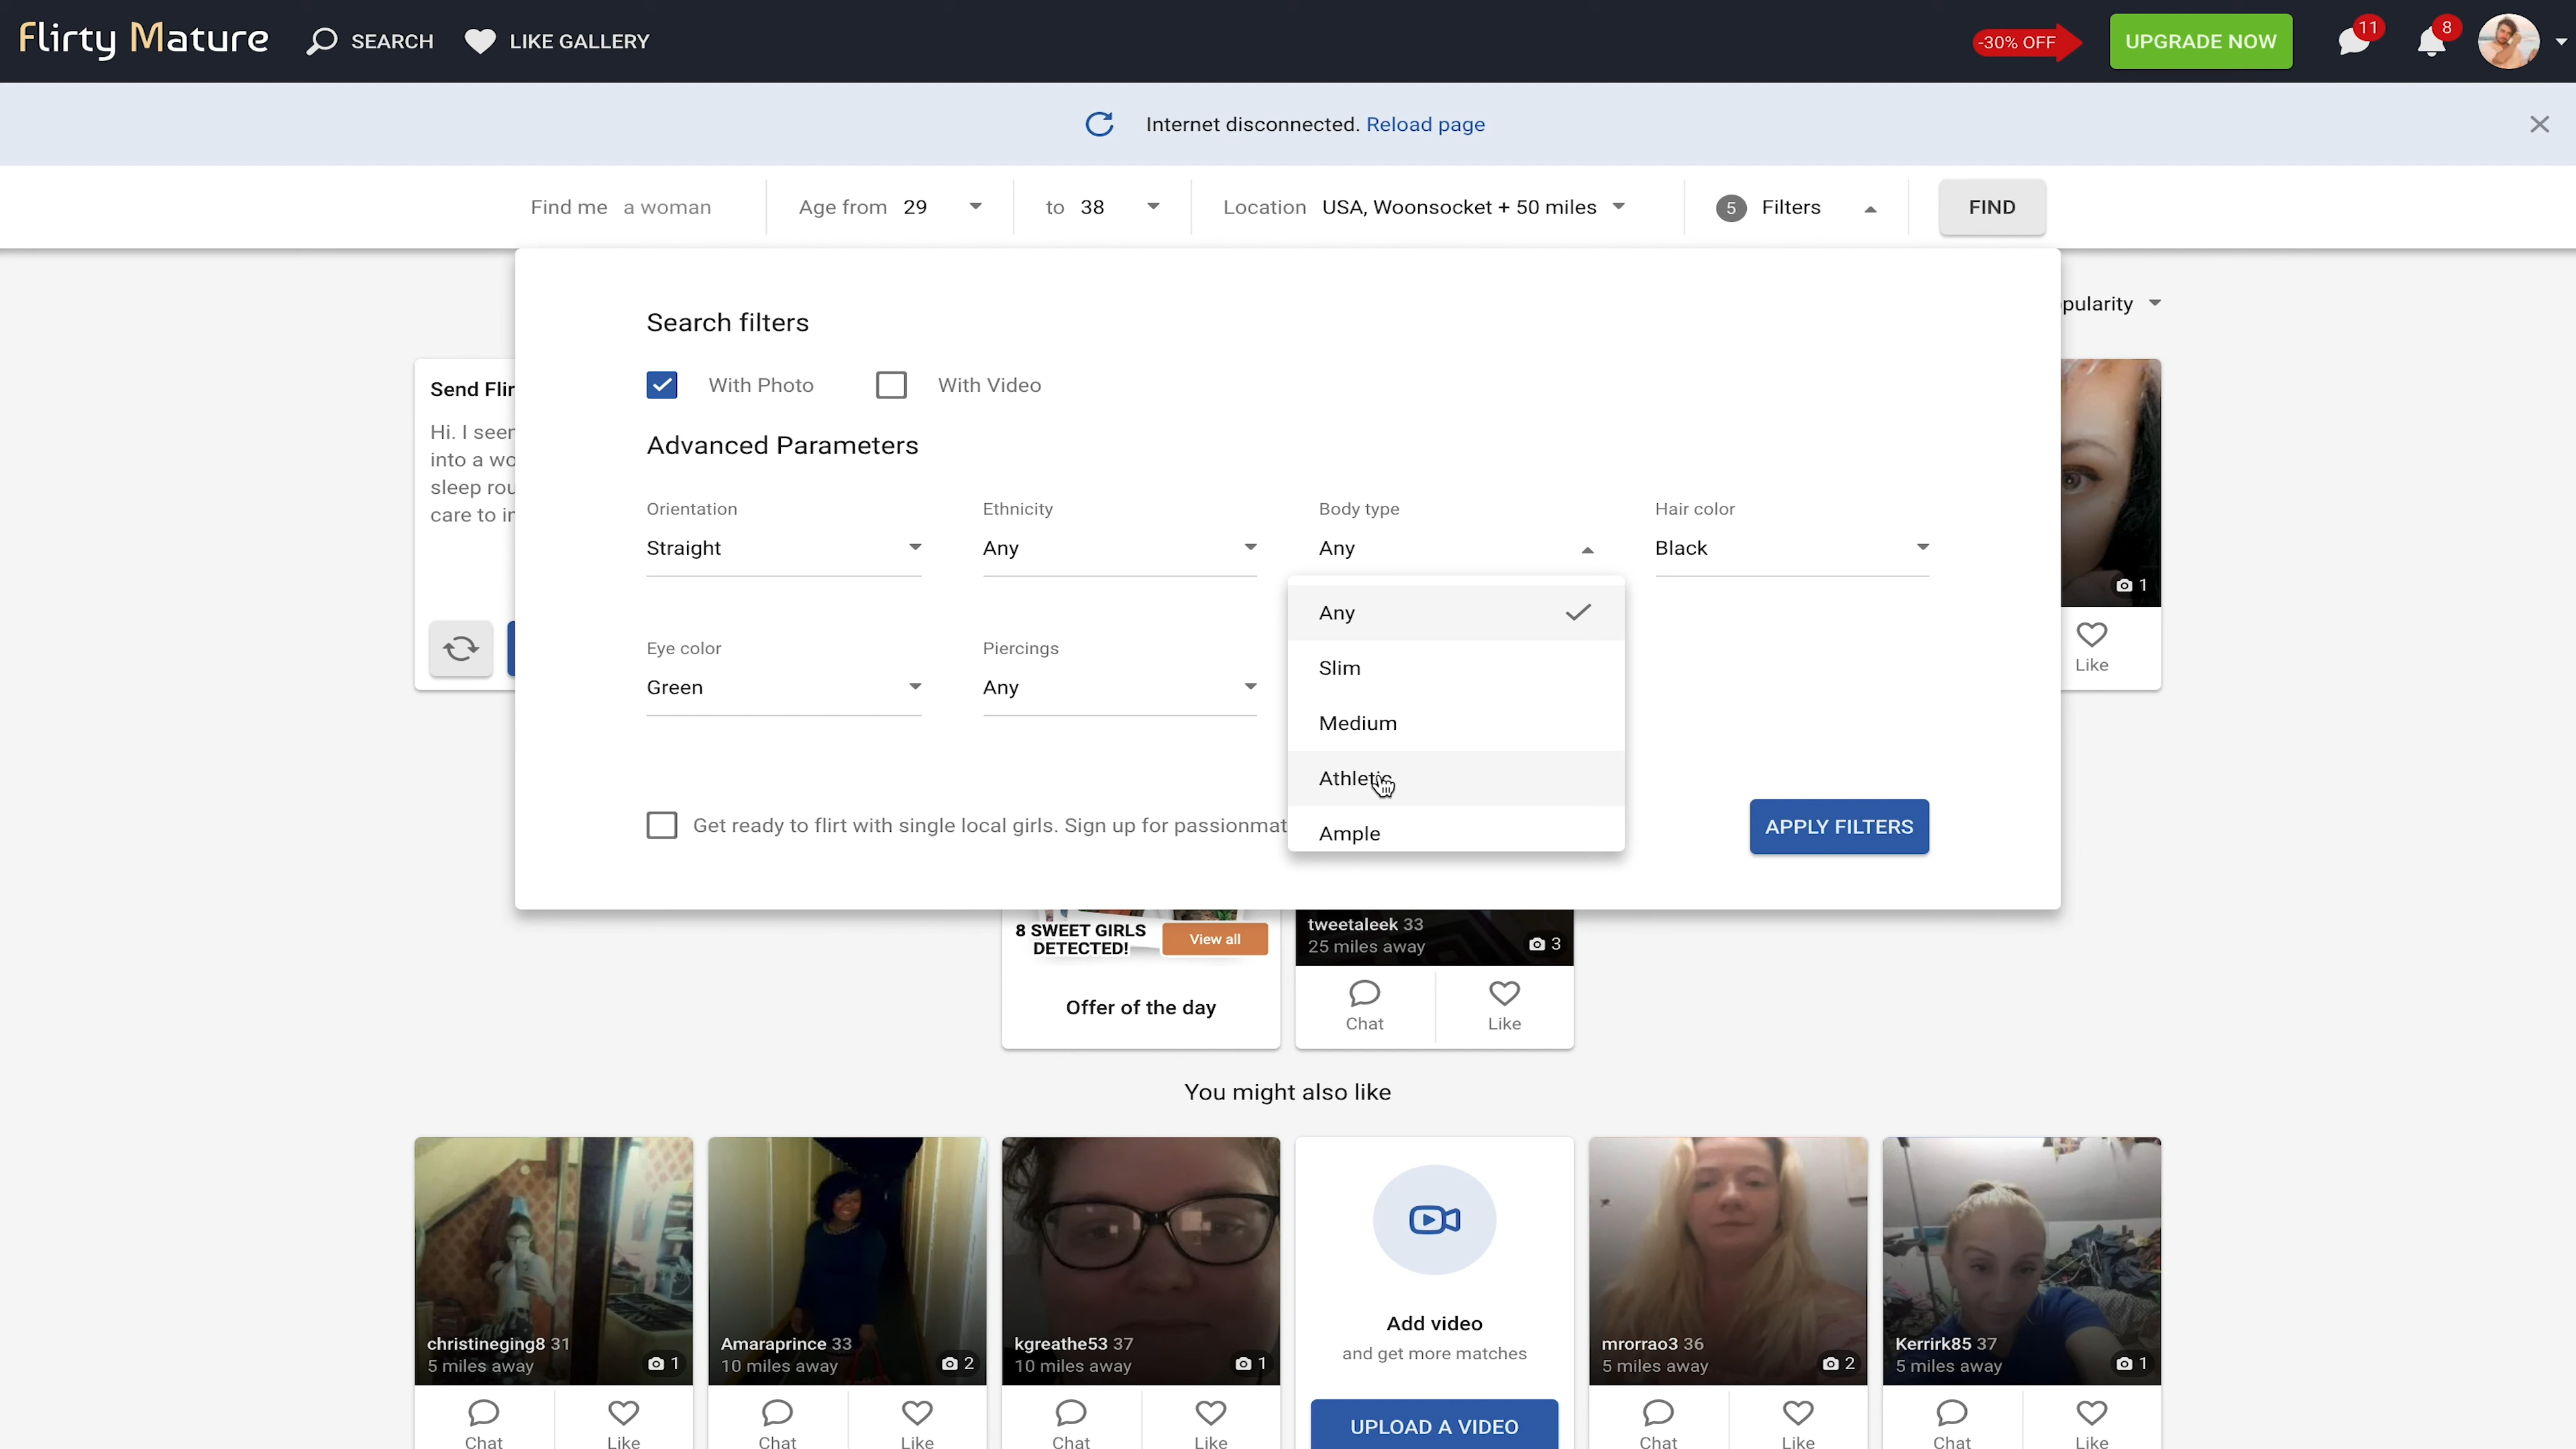 Flirty Mature
SEARCH
LIKE GALLERY
-30% OFF
UPGRADE NOW
11
8
Internet disconnected. Reload page
Find me a woman
Age from 29
to 38
Location USA, Woonsocket + 50 miles
5 Filters
FIND
Search filters
With Photo
With Video
Advanced Parameters
Orientation
Straight
Ethnicity
Any
Body type
Any
Hair color
Black
Any
Slim
Medium
Athletic
Ample
Eye color
Green
Piercings
Any
Get ready to flirt with single local girls. Sign up for passionmat
APPLY FILTERS
pularity
Send Flir
Hi. I seer
into a wo
sleep rou
care to ir
1
Like
8 SWEET GIRLS
DETECTED!
View all
Offer of the day
tweetaleek 33
25 miles away
3
Chat
Like
You might also like
christineging8 31
5 miles away
1
Chat
Like
Amaraprince 33
10 miles away
2
Chat
Like
kgreathe53 37
10 miles away
1
Chat
Like
Add video
and get more matches
UPLOAD A VIDEO
mrorrao3 36
5 miles away
2
Chat
Like
Kerrirk85 37
5 miles away
1
Chat
Like